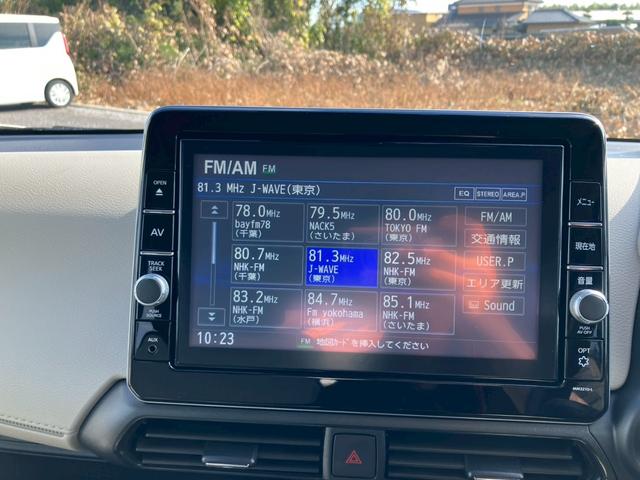 FM/AM FM
81.3 MHz J-WAVE(東京)
EQ STEREO AREA.P
78.0MHz
bayfm78
(千葉)
79.5MHz
NACK5
(さいたま)
80.0MHz
TOKYO FM
(東京)
80.7MHz
NHK-FM
(千葉)
81.3MHz
J-WAVE
(東京)
82.5MHz
NHK-FM
(東京)
83.2MHz
NHK-FM
(水戸)
84.7MHz
Fm yokohama
(横浜)
85.1MHz
NHK-FM
(さいたま)
FM/AM
交通情報
USER.P
エリア更新
Sound
10:23
FM 地図カードを挿入してください
OPEN
AV
TRACK
SEEK
PUSH
SOURCE
AUX
メニュー
現在地
音量
PUSH
AV OFF
OPT
MM321D-L